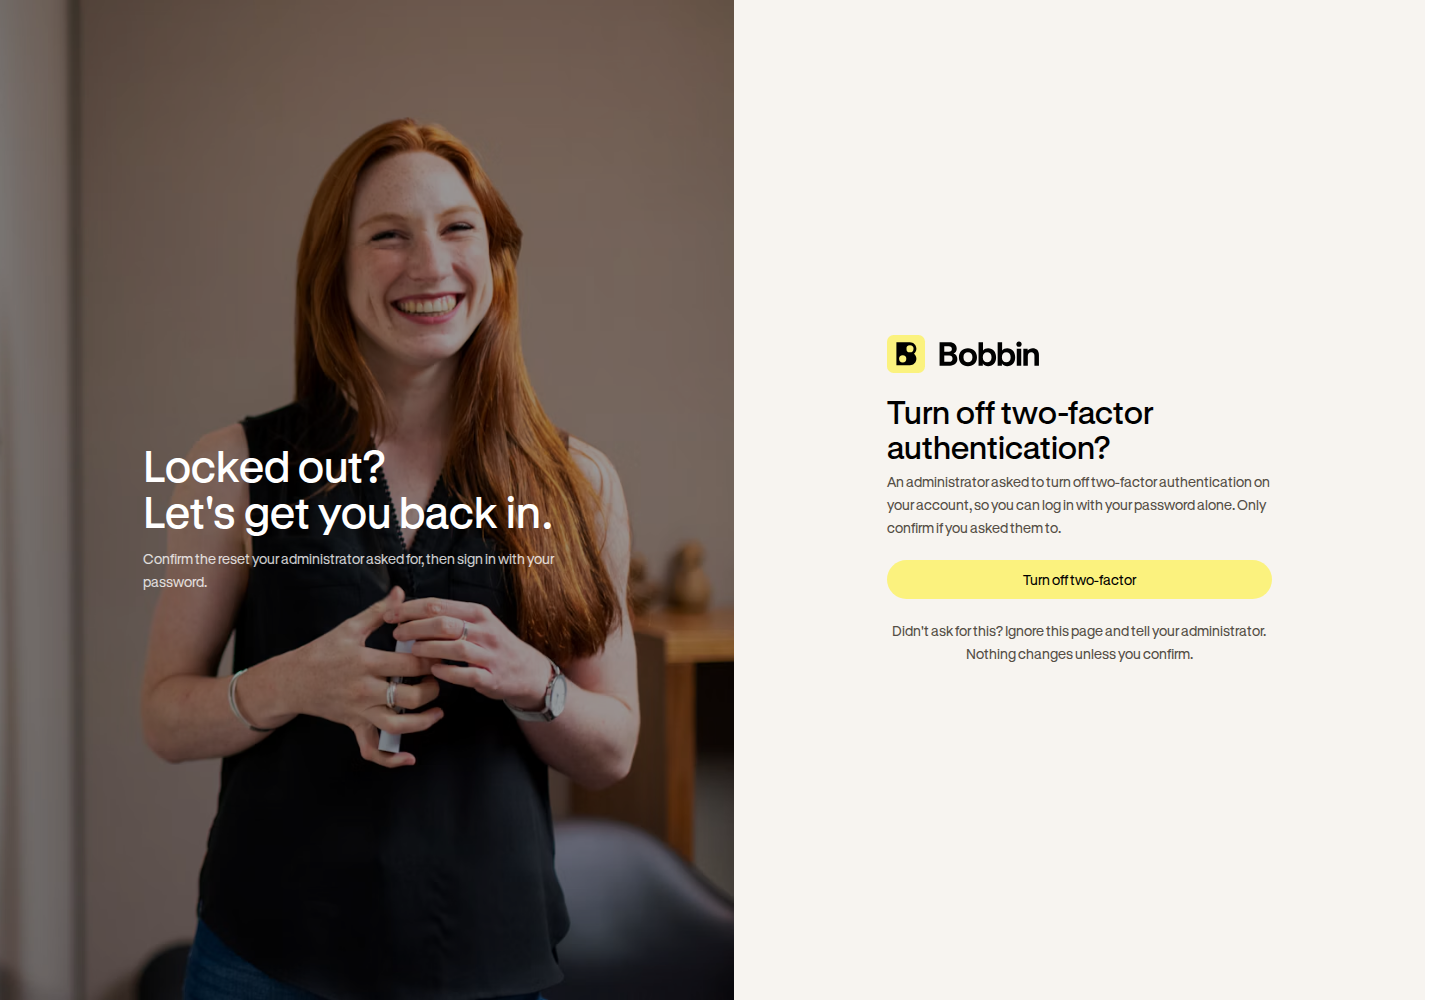 Locked out?
Let's get you back in.
Confirm the reset your administrator asked for, then sign in with your
password.
Bobbin
Turn off two-factor
authentication?
An administrator asked to turn off two-factor authentication on
your account, so you can log in with your password alone. Only
confirm if you asked them to.
Turn off two-factor
Didn't ask for this? Ignore this page and tell your administrator.
Nothing changes unless you confirm.